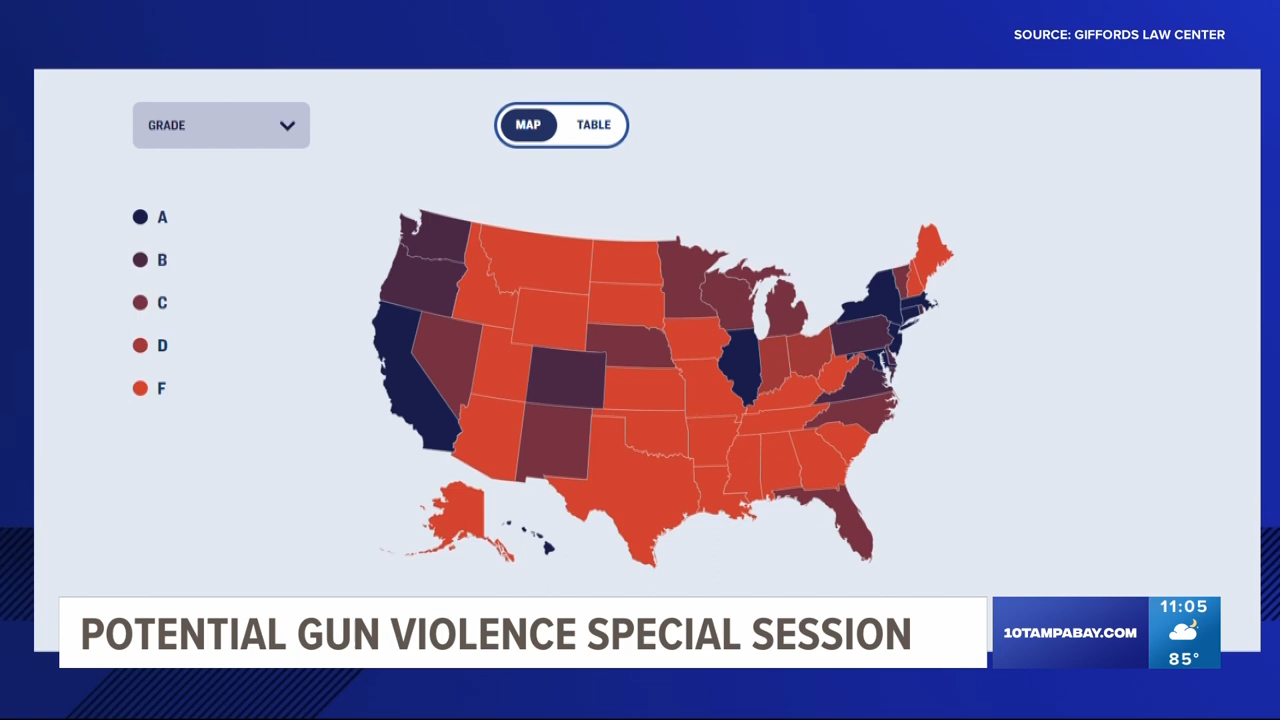 SOURCE: GIFFORDS LAW CENTER
GRADE
MAP
TABLE
A
B
C
D
F
POTENTIAL GUN VIOLENCE SPECIAL SESSION
10TAMPABAY.COM
11:05
85°